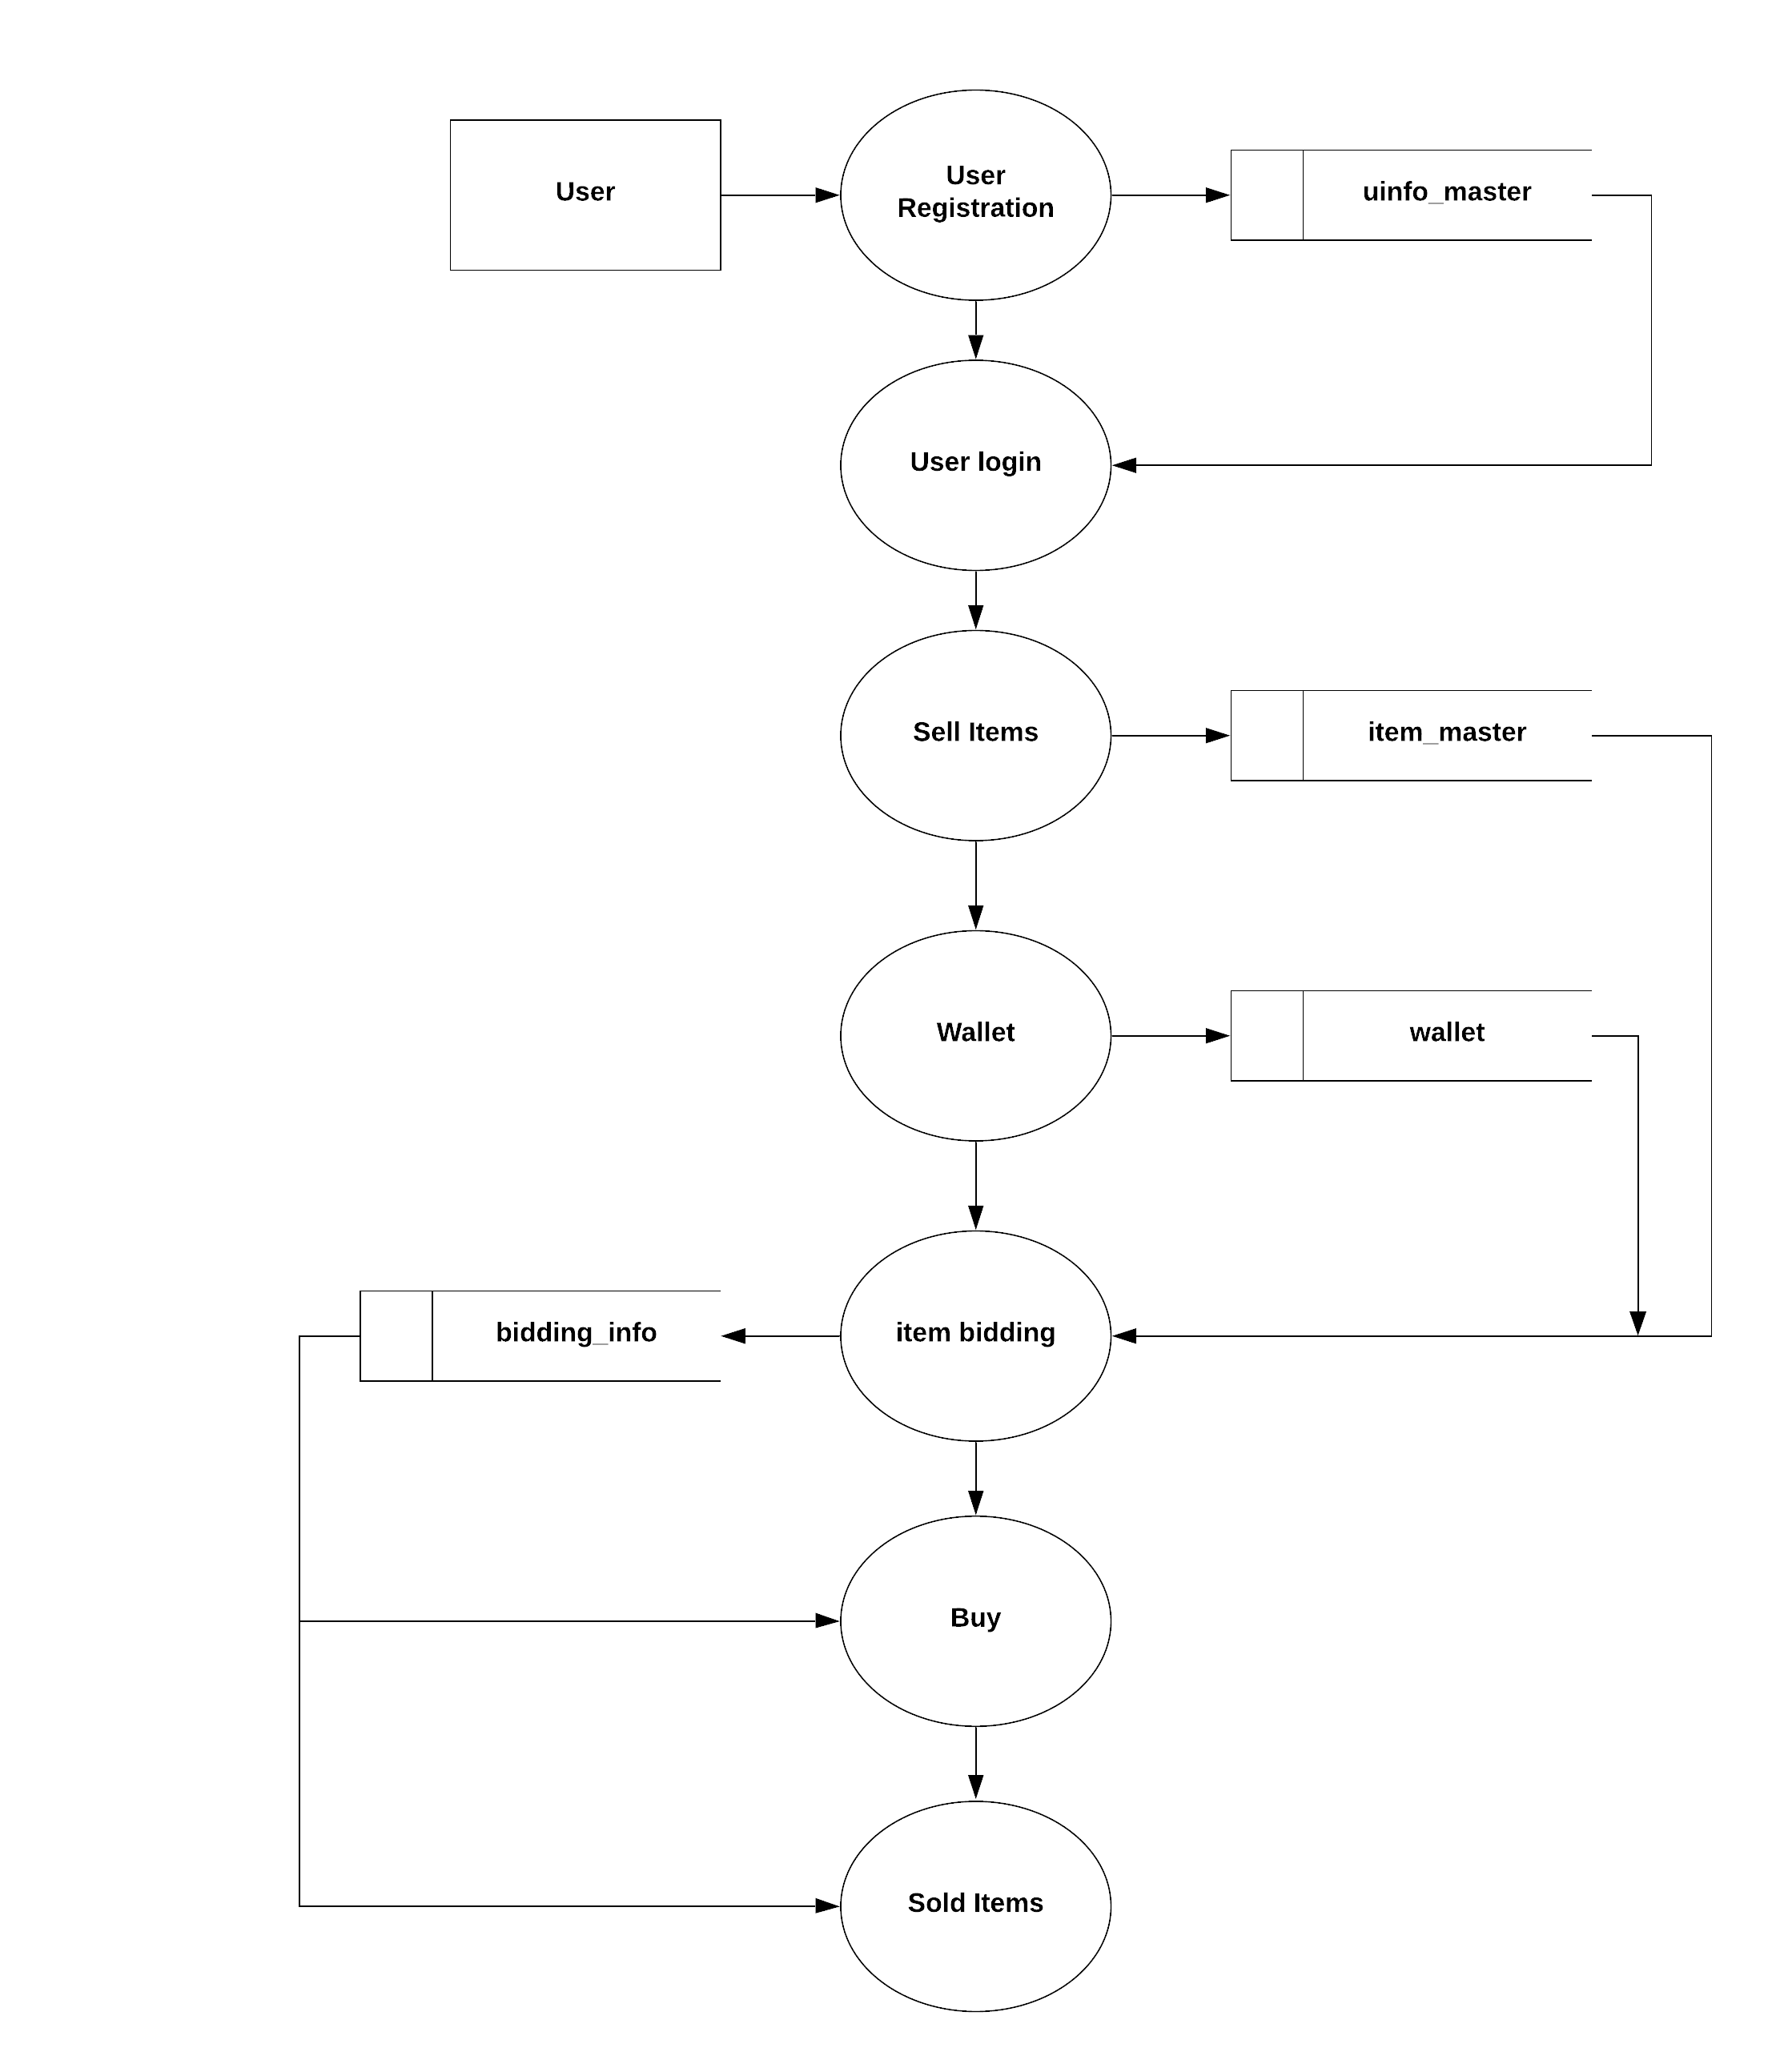 User
User
Registration
uinfo_master
User login
Sell Items
item_master
Wallet
wallet
bidding_info
item bidding
Buy
Sold Items